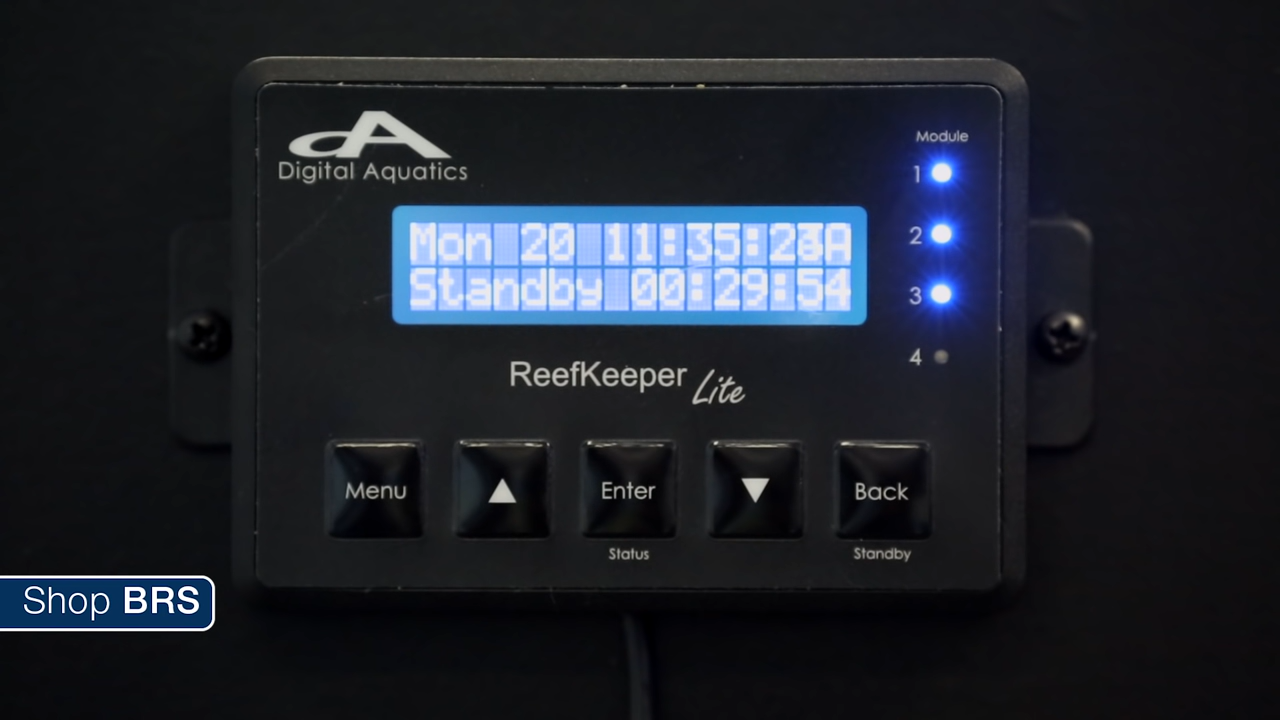 dA
Digital Aquatics
Module
1
2
3
4
Mon 20 11:35:23A
Standby 00:29:54
ReefKeeper Lite
Menu
▲
Enter
▼
Back
Status
Standby
Shop BRS